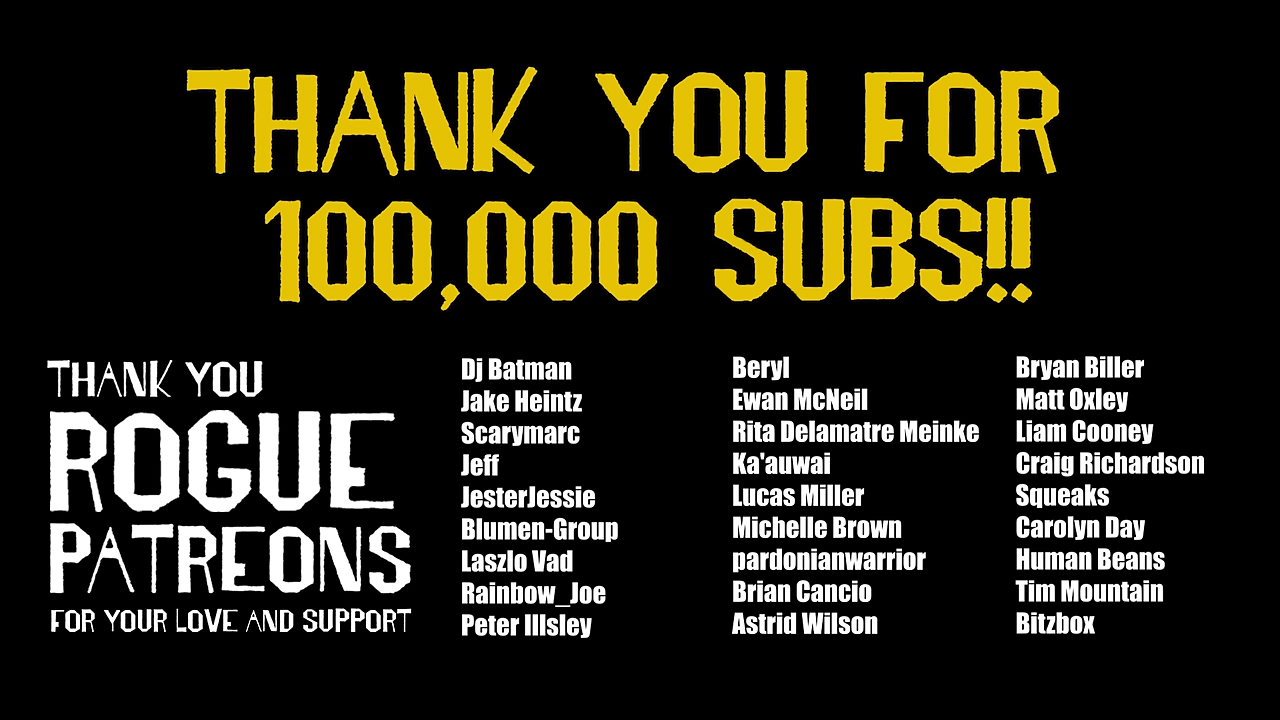 THANK YOU FOR
100,000 SUBS!!
THANK YOU
ROGUE
PATREONS
FOR YOUR LOVE AND SUPPORT
Dj Batman
Jake Heintz
Scarymarc
Jeff
JesterJessie
Blumen-Group
Laszlo Vad
Rainbow_Joe
Peter Illsley
Beryl
Ewan McNeil
Rita Delamatre Meinke
Ka'auwai
Lucas Miller
Michelle Brown
pardonianwarrior
Brian Cancio
Astrid Wilson
Bryan Biller
Matt Oxley
Liam Cooney
Craig Richardson
Squeaks
Carolyn Day
Human Beans
Tim Mountain
Bitzbox